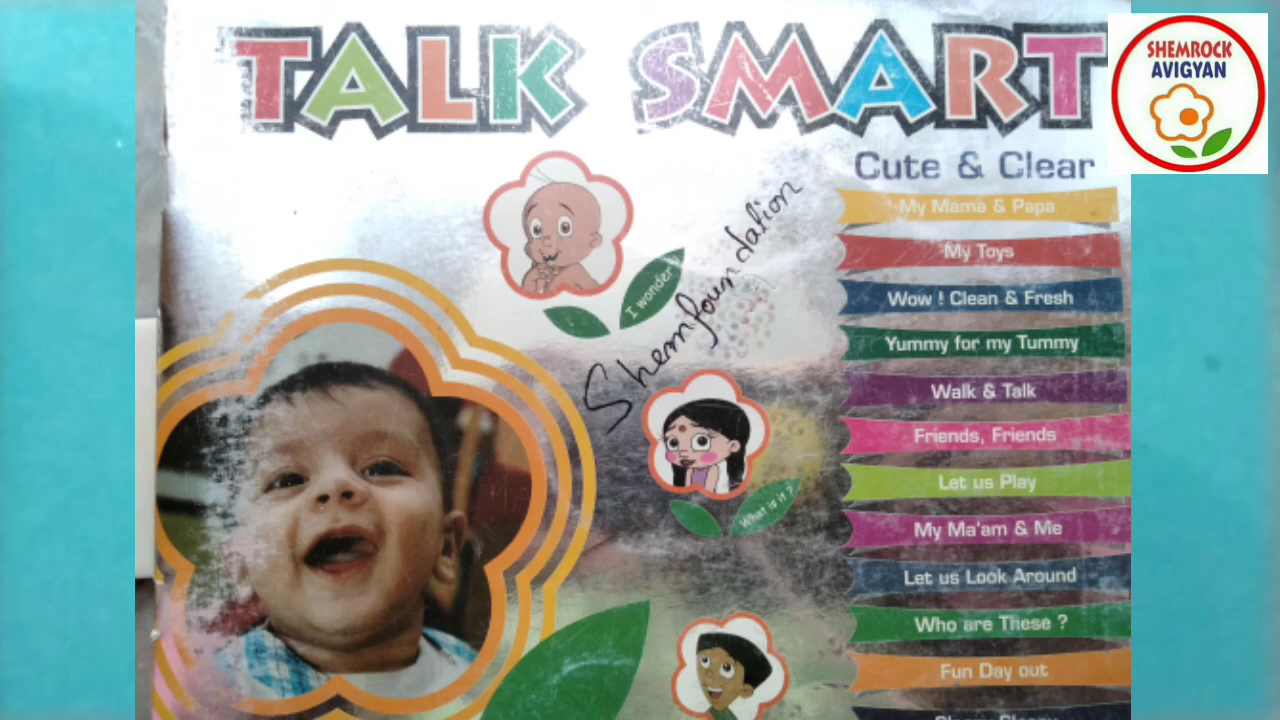 TALK SMART
SHEMROCK
AVIGYAN
Cute & Clear
My Mama & Papa
My Toys
Wow ! Clean & Fresh
Yummy for my Tummy
Walk & Talk
Friends, Friends
Let us Play
My Ma'am & Me
Let us Look Around
Who are These ?
Fun Day out
I wonder !
Shemfoundation
What is it ?